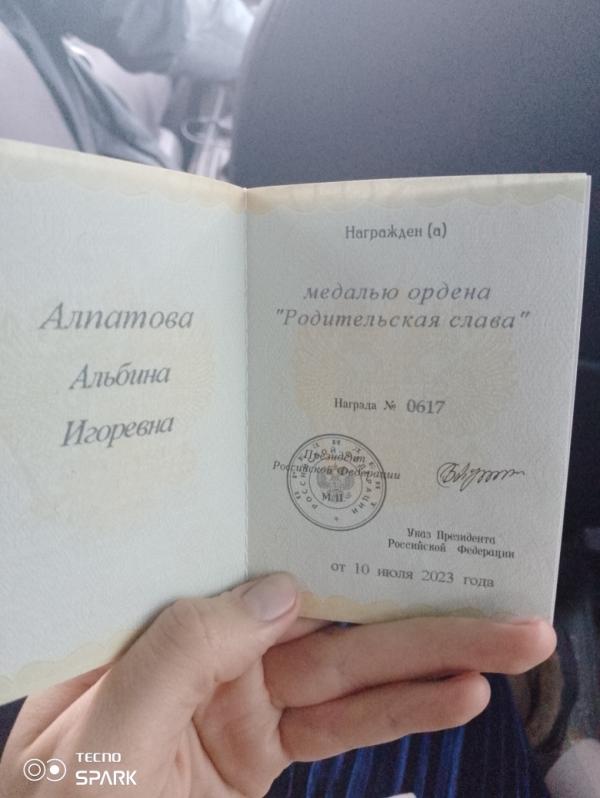 Алпатова
Альбина
Игоревна
Награжден (а)
медалью ордена
"Родительская слава"
Награда № 0617
Президент
Российской Федерации
М.П.
Указ Президента
Российской Федерации
от 10 июля 2023 года
TECNO
SPARK